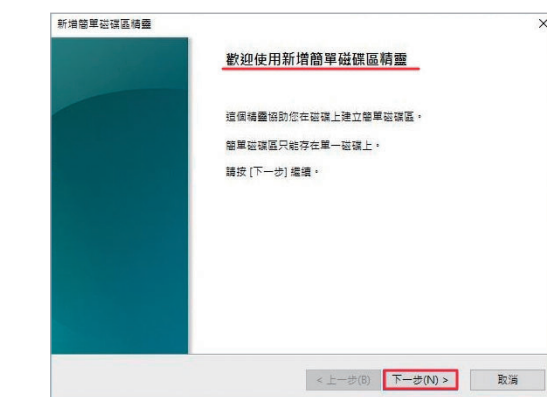 新增簡單磁碟區精靈
歡迎使用新增簡單磁碟區精靈
這個精靈協助您在磁碟上建立簡單磁碟區。
簡單磁碟區只能存在單一磁碟上。
請按 [下一步] 繼續。
< 上一步(B) 下一步(N) > 取消